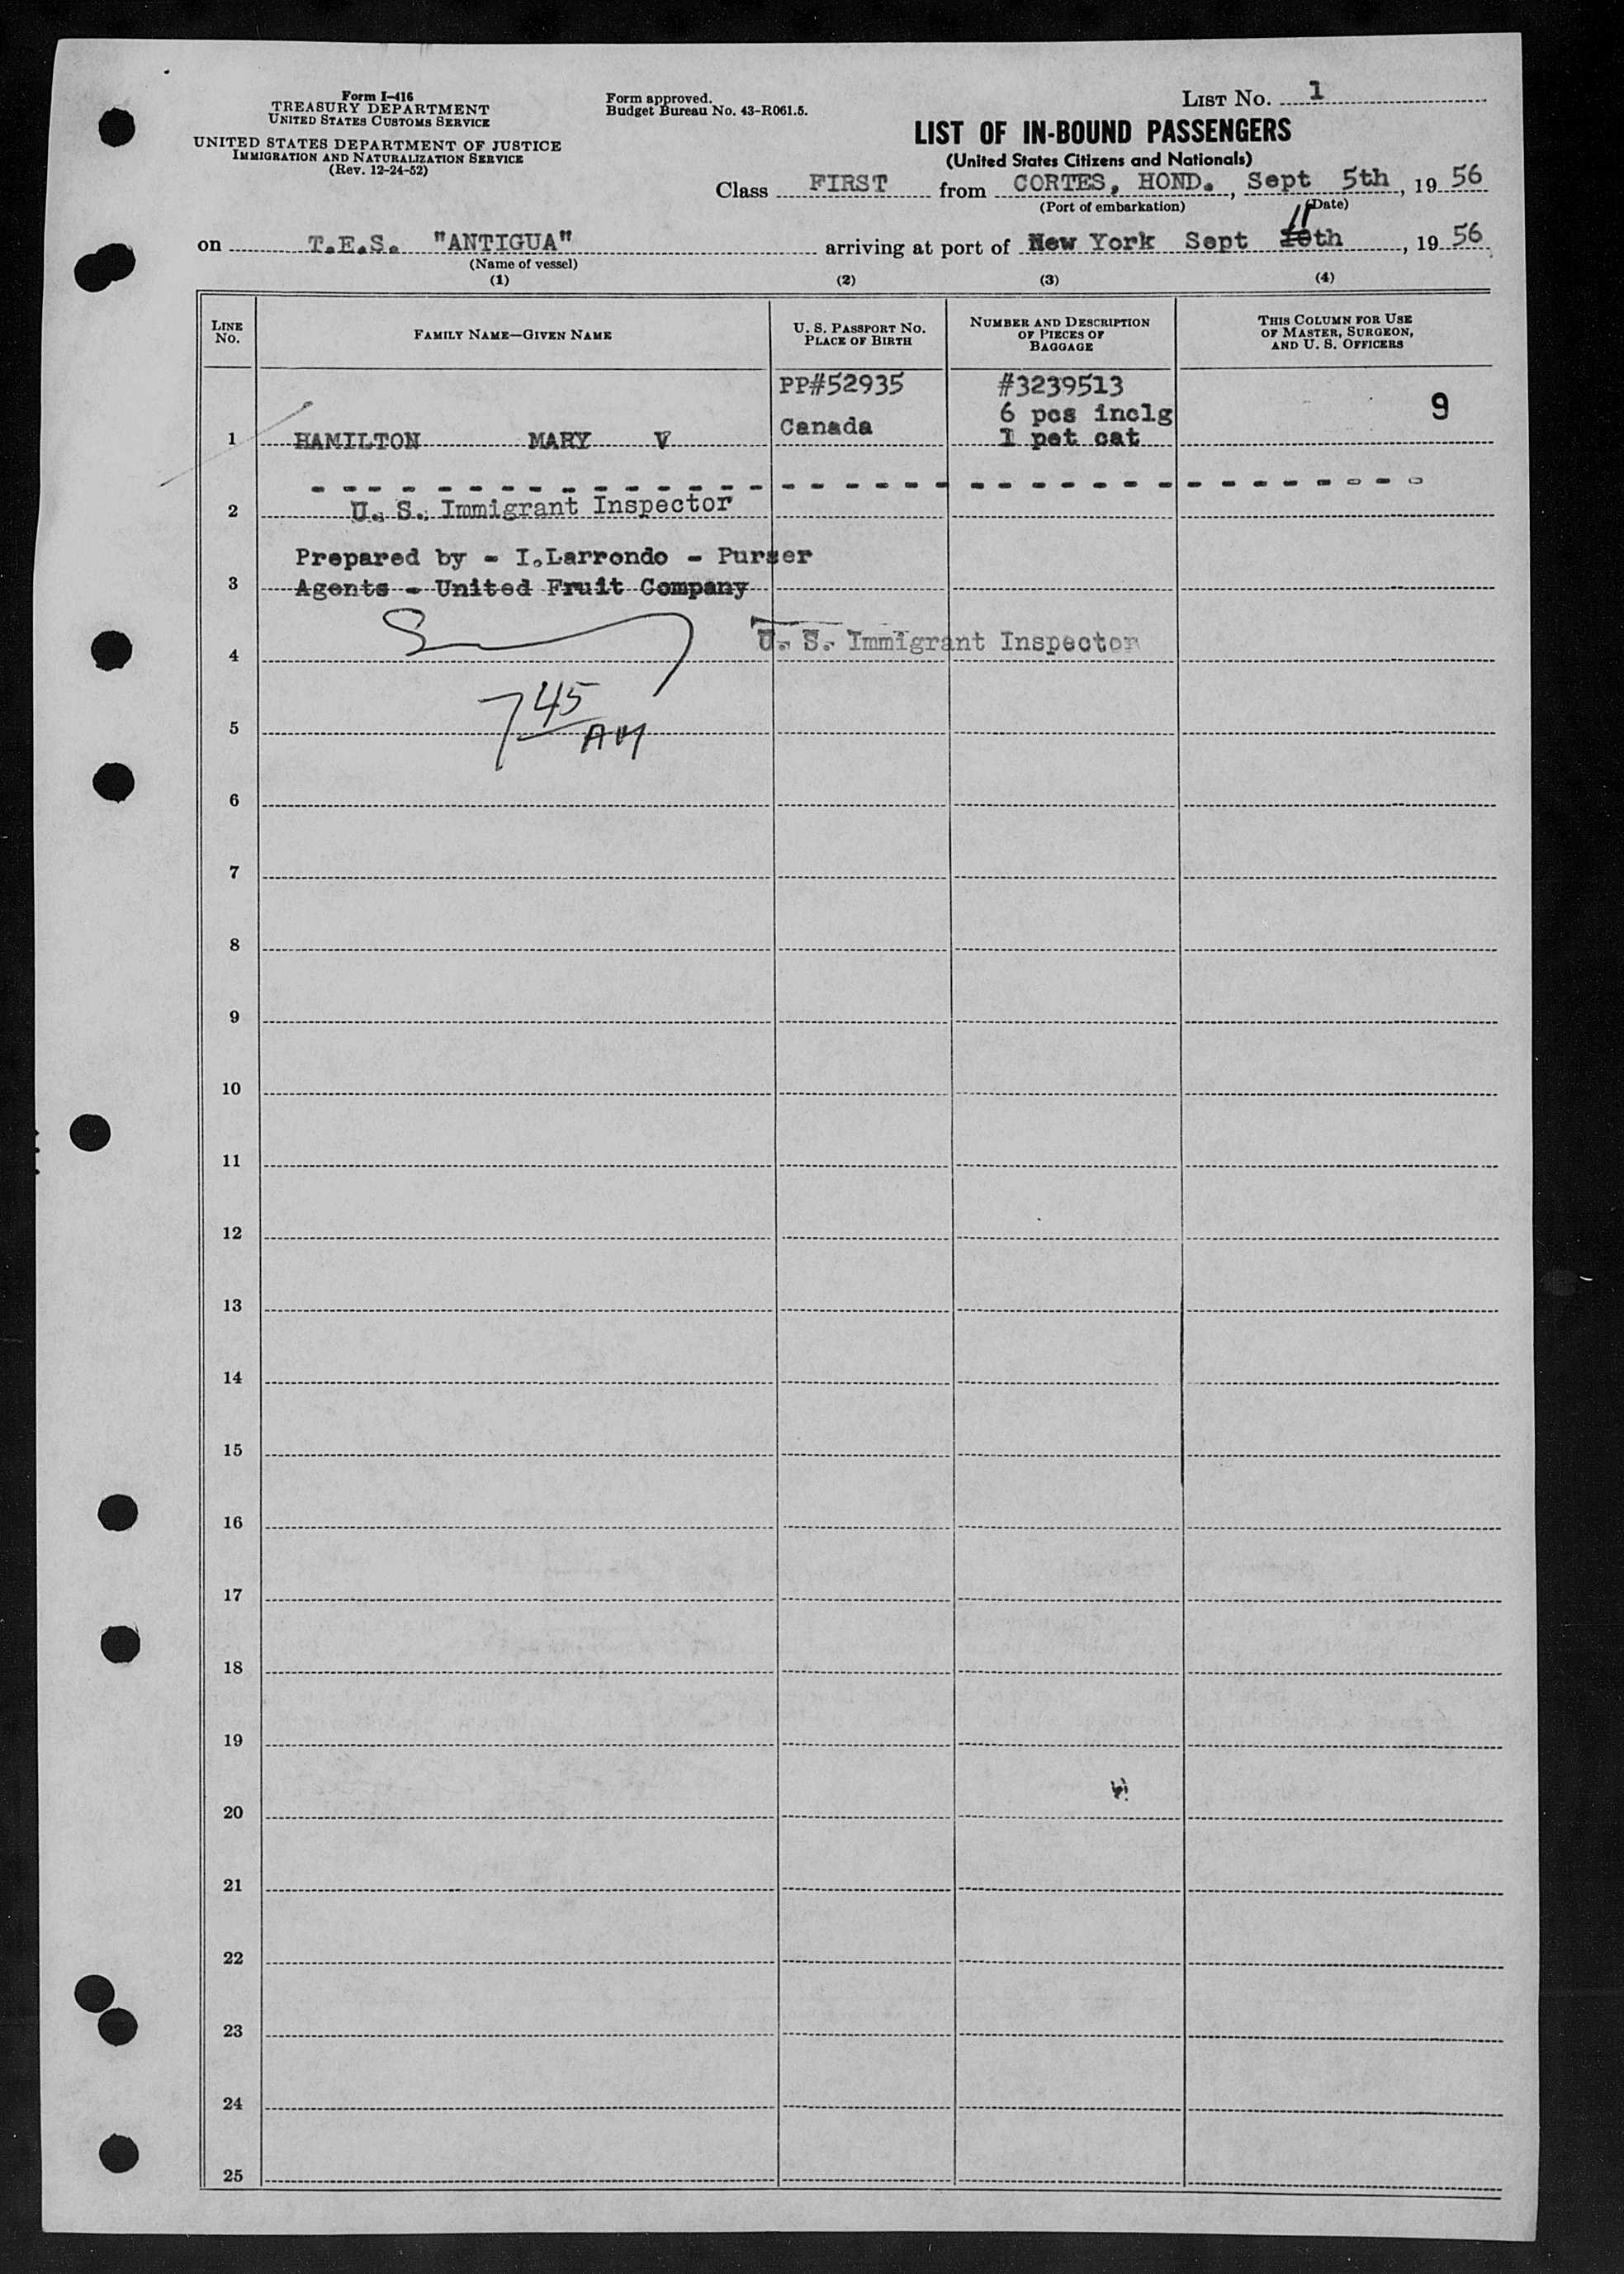 Form I-416
TREASURY DEPARTMENT
UNITED STATES CUSTOMS SERVICE
UNITED STATES DEPARTMENT OF JUSTICE
IMMIGRATION AND NATURALIZATION SERVICE
(Rev. 12-24-52)
Form approved.
Budget Bureau No. 43-R061.5.
LIST NO. 1
LIST OF IN-BOUND PASSENGERS
(United States Citizens and Nationals)
Class FIRST from CORTES, HOND., Sept 5th, 19 56
(Port of embarkation) (Date)
on T.E.S. "ANTIGUA" arriving at port of New York Sept 11 10th, 19 56
(Name of vessel)
(1) (2) (3) (4)
LINE No.
FAMILY NAME—GIVEN NAME
U. S. PASSPORT NO.
PLACE OF BIRTH
NUMBER AND DESCRIPTION
OF PIECES OF
BAGGAGE
THIS COLUMN FOR USE
OF MASTER, SURGEON,
AND U. S. OFFICERS
PP#52935 #3239513
1 HAMILTON MARY V Canada 6 pcs inclg 9
1 pet cat
2 U. S. Immigrant Inspector
Prepared by - I.Larrondo - Purser
3 Agents - United Fruit Company
4 U. S. Immigrant Inspector
5 7 45 AM
6
7
8
9
10
11
12
13
14
15
16
17
18
19
20
21
22
23
24
25